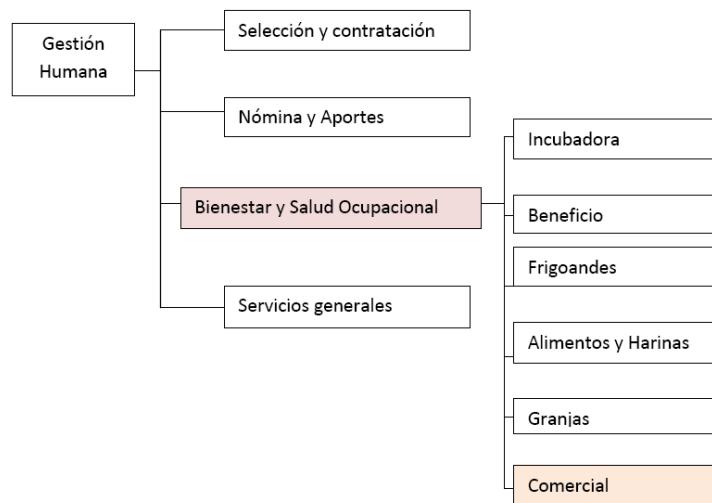 Gestión
Humana
Selección y contratación
Nómina y Aportes
Bienestar y Salud Ocupacional
Servicios generales
Incubadora
Beneficio
Frigoandes
Alimentos y Harinas
Granjas
Comercial